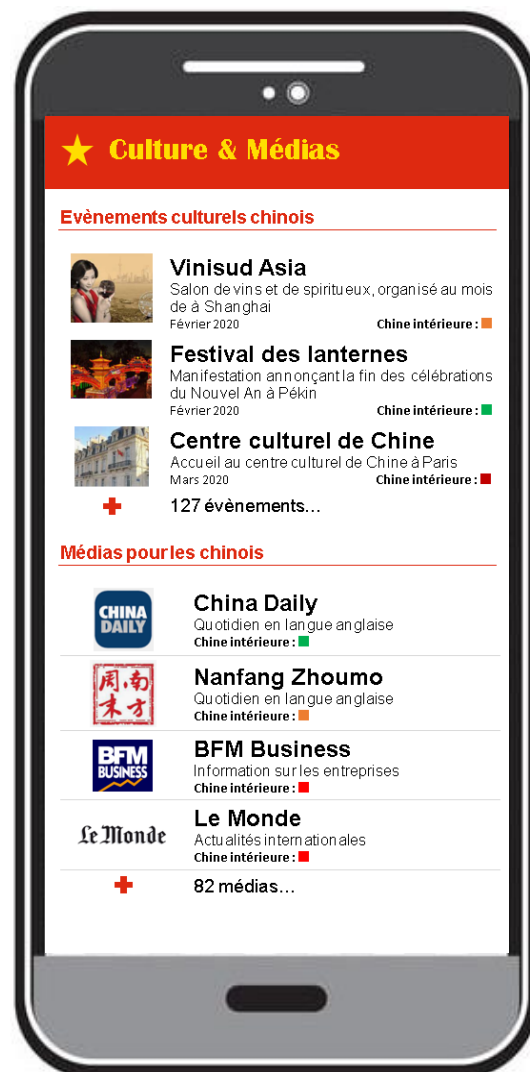 Culture & Médias
Evènements culturels chinois
Vinisud Asia
Salon de vins et de spiritueux, organisé au mois
de à Shanghai
Février 2020 Chine intérieure :
Festival des lanternes
Manifestation annonçant la fin des célébrations
du Nouvel An à Pékin
Février 2020 Chine intérieure :
Centre culturel de Chine
Accueil au centre culturel de Chine à Paris
Mars 2020 Chine intérieure :
127 évènements...
Médias pour les chinois
CHINA
DAILY
China Daily
Quotidien en langue anglaise
Chine intérieure :
周南
末方
Nanfang Zhoumo
Quotidien en langue anglaise
Chine intérieure :
BFM
BUSINESS
BFM Business
Information sur les entreprises
Chine intérieure :
Le Monde
Le Monde
Actualités internationales
Chine intérieure :
82 médias...